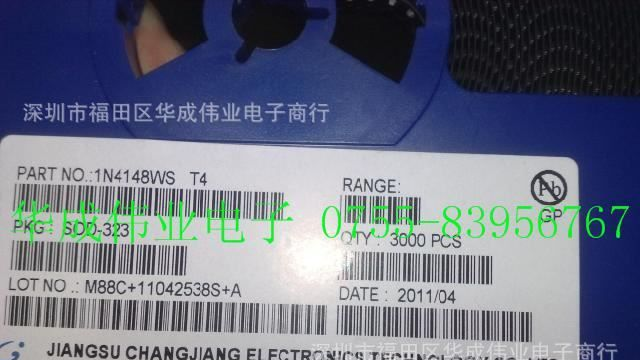 深圳市福田区华成伟业电子商行
PART NO.:1N4148WS T4
RANGE:
Pb
华成伟业电子 0755-83956767
GP
PKG: SOD-323
QTY : 3000 PCS
LOT NO.: M88C+11042538S+A
DATE : 2011/04
深圳市福田区华成伟业电子商行
JIANGSU CHANGJIANG ELECTRONICS TECHNOLOGY